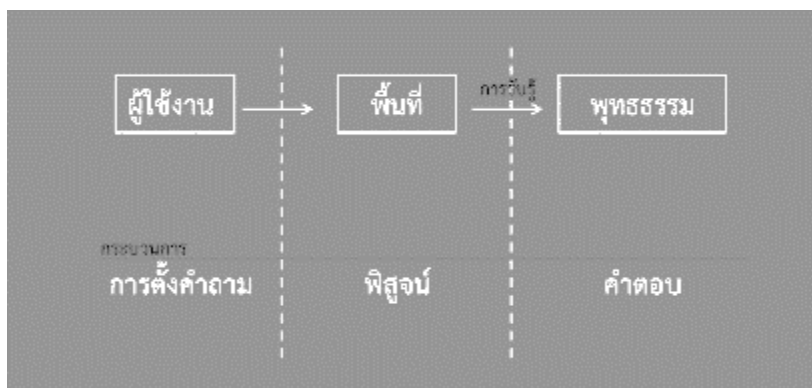 ผู้ใช้งาน พื้นที่ การรับรู้ พุทธธรรม
กระบวนการ
การตั้งคำถาม พิสูจน์ คำตอบ